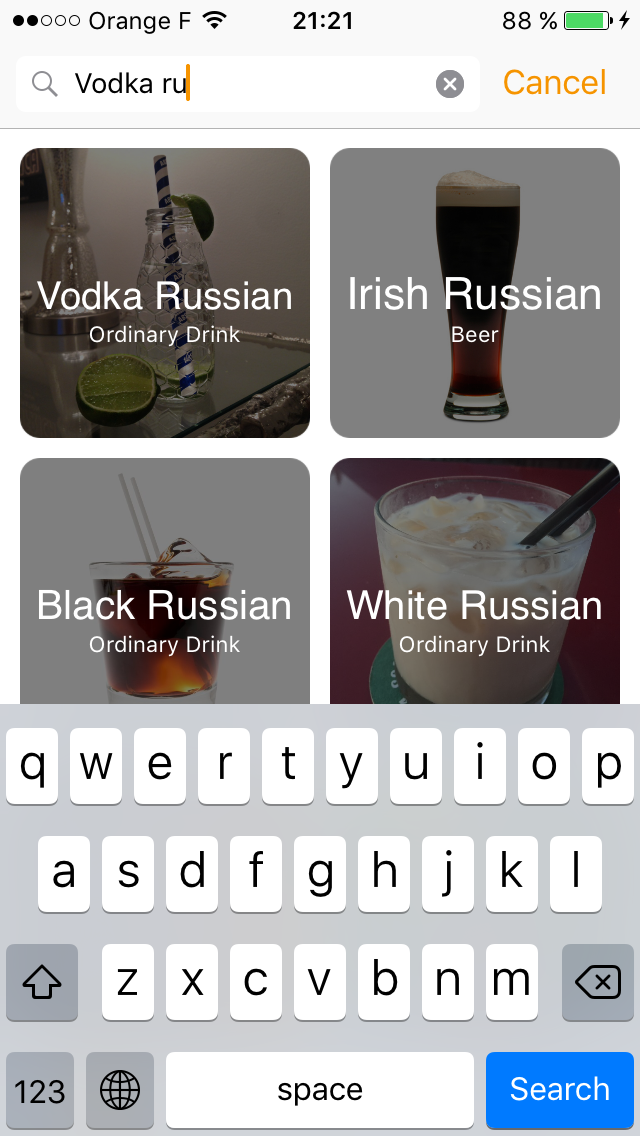 Orange F 21:21 88 %
Vodka ru Cancel
Vodka Russian
Ordinary Drink
Irish Russian
Beer
Black Russian
Ordinary Drink
White Russian
Ordinary Drink
q w e r t y u i o p
a s d f g h j k l
z x c v b n m
123 space Search